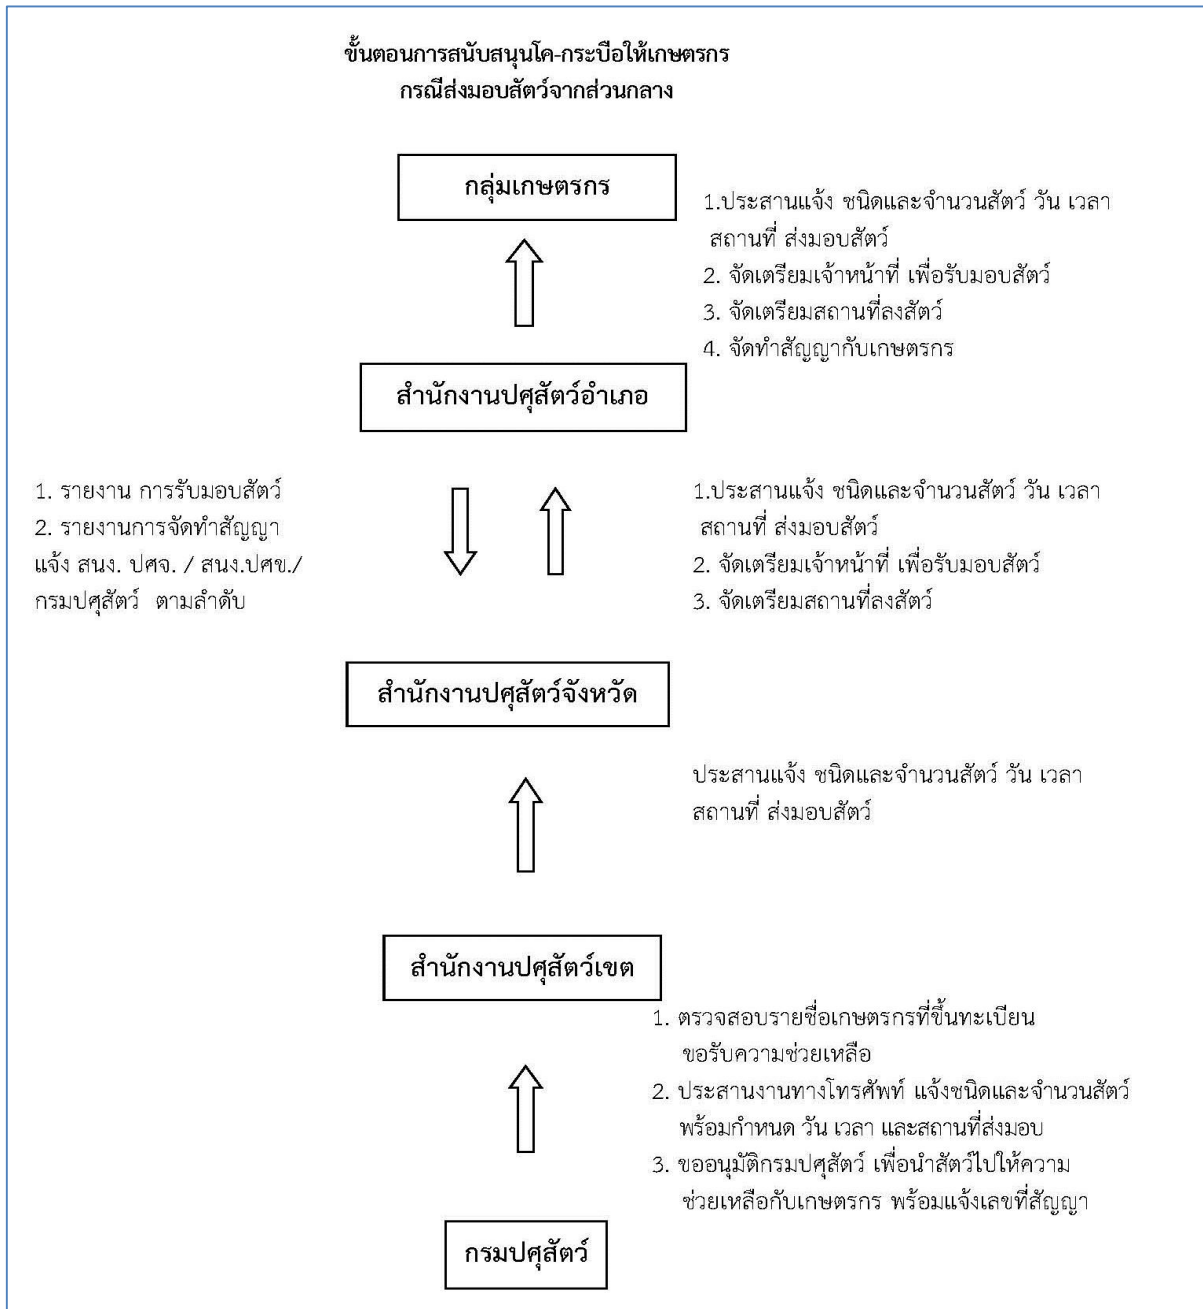 ขั้นตอนการสนับสนุนโค-กระบือให้เกษตรกร
กรณีส่งมอบสัตว์จากส่วนกลาง
กลุ่มเกษตรกร
1.ประสานแจ้ง ชนิดและจำนวนสัตว์ วัน เวลา
สถานที่ ส่งมอบสัตว์
2. จัดเตรียมเจ้าหน้าที่ เพื่อรับมอบสัตว์
3. จัดเตรียมสถานที่ลงสัตว์
4. จัดทำสัญญากับเกษตรกร
สำนักงานปศุสัตว์อำเภอ
1. รายงาน การรับมอบสัตว์
2. รายงานการจัดทำสัญญา
แจ้ง สนง. ปศจ. / สนง.ปศข./
กรมปศุสัตว์ ตามลำดับ
1.ประสานแจ้ง ชนิดและจำนวนสัตว์ วัน เวลา
สถานที่ ส่งมอบสัตว์
2. จัดเตรียมเจ้าหน้าที่ เพื่อรับมอบสัตว์
3. จัดเตรียมสถานที่ลงสัตว์
สำนักงานปศุสัตว์จังหวัด
ประสานแจ้ง ชนิดและจำนวนสัตว์ วัน เวลา
สถานที่ ส่งมอบสัตว์
สำนักงานปศุสัตว์เขต
1. ตรวจสอบรายชื่อเกษตรกรที่ขึ้นทะเบียน
ขอรับความช่วยเหลือ
2. ประสานงานทางโทรศัพท์ แจ้งชนิดและจำนวนสัตว์
พร้อมกำหนด วัน เวลา และสถานที่ส่งมอบ
3. ขออนุมัติกรมปศุสัตว์ เพื่อนำสัตว์ไปให้ความ
ช่วยเหลือกับเกษตรกร พร้อมแจ้งเลขที่สัญญา
กรมปศุสัตว์